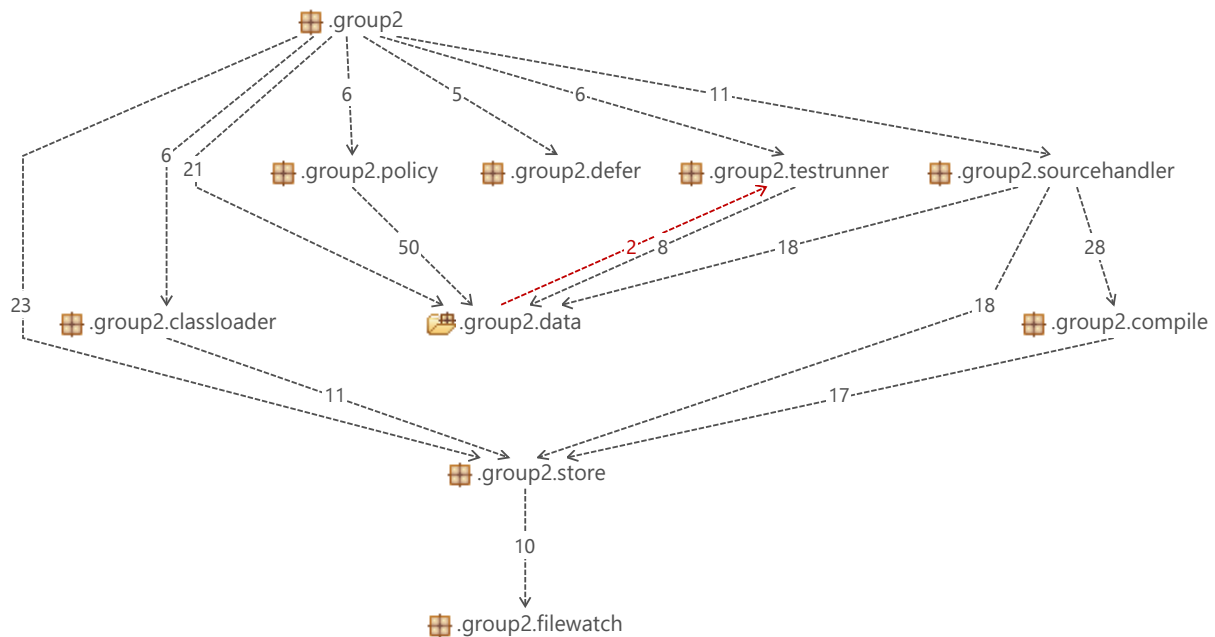 .group2
6
5
6
11
6
21
.group2.policy
.group2.defer
.group2.testrunner
.group2.sourcehandler
50
2
8
18
28
23
18
.group2.classloader
.group2.data
.group2.compile
11
17
.group2.store
10
.group2.filewatch